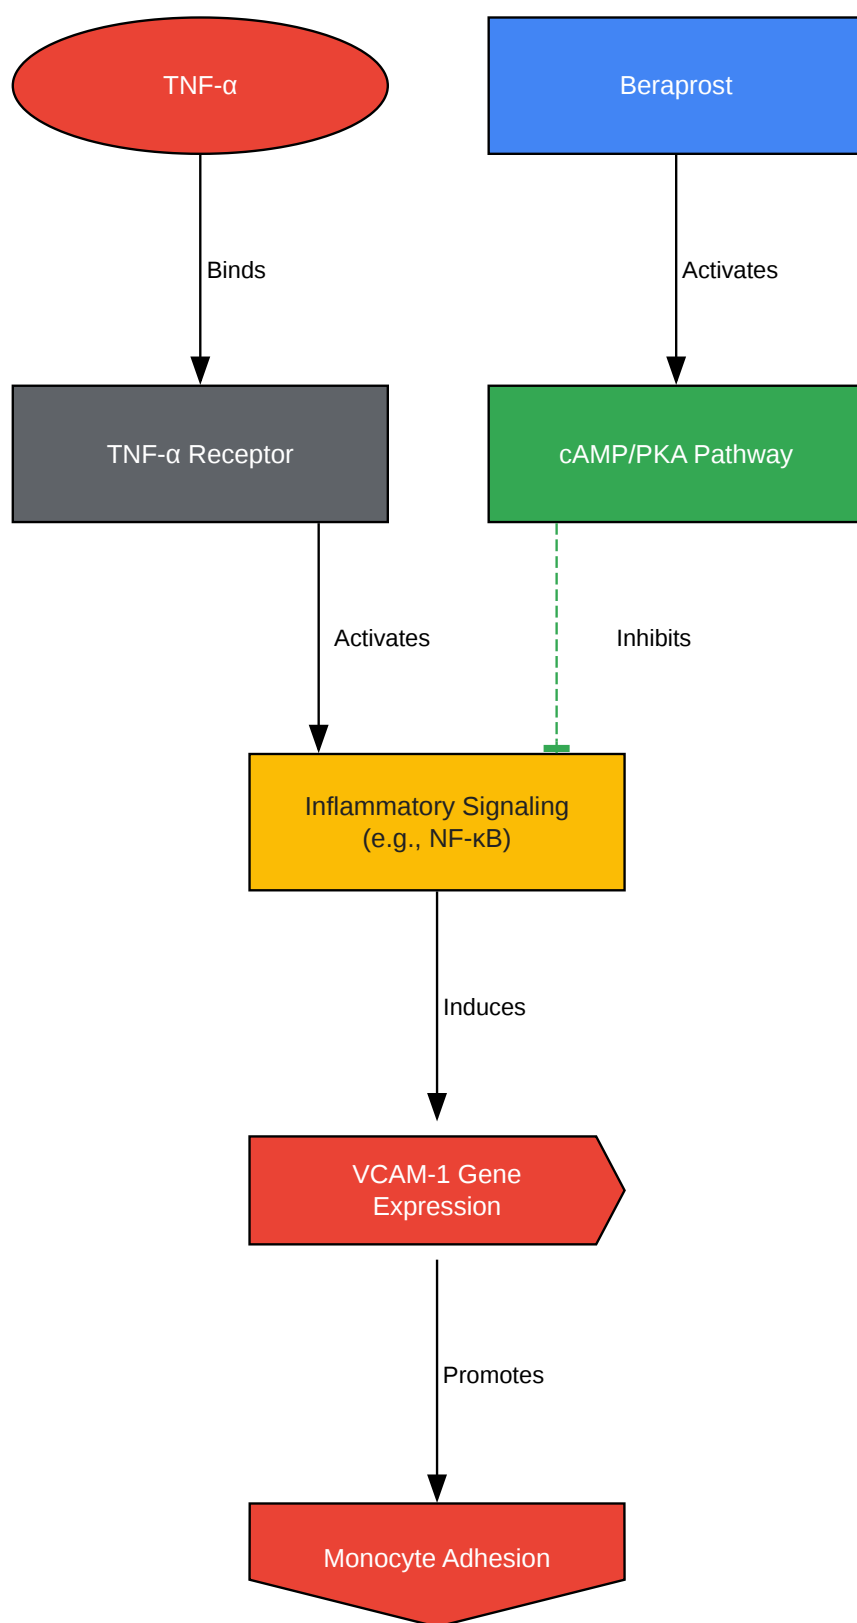 TNF-α
Beraprost
Binds
Activates
TNF-α Receptor
cAMP/PKA Pathway
Activates
Inhibits
Inflammatory Signaling
(e.g., NF-κB)
Induces
VCAM-1 Gene
Expression
Promotes
Monocyte Adhesion